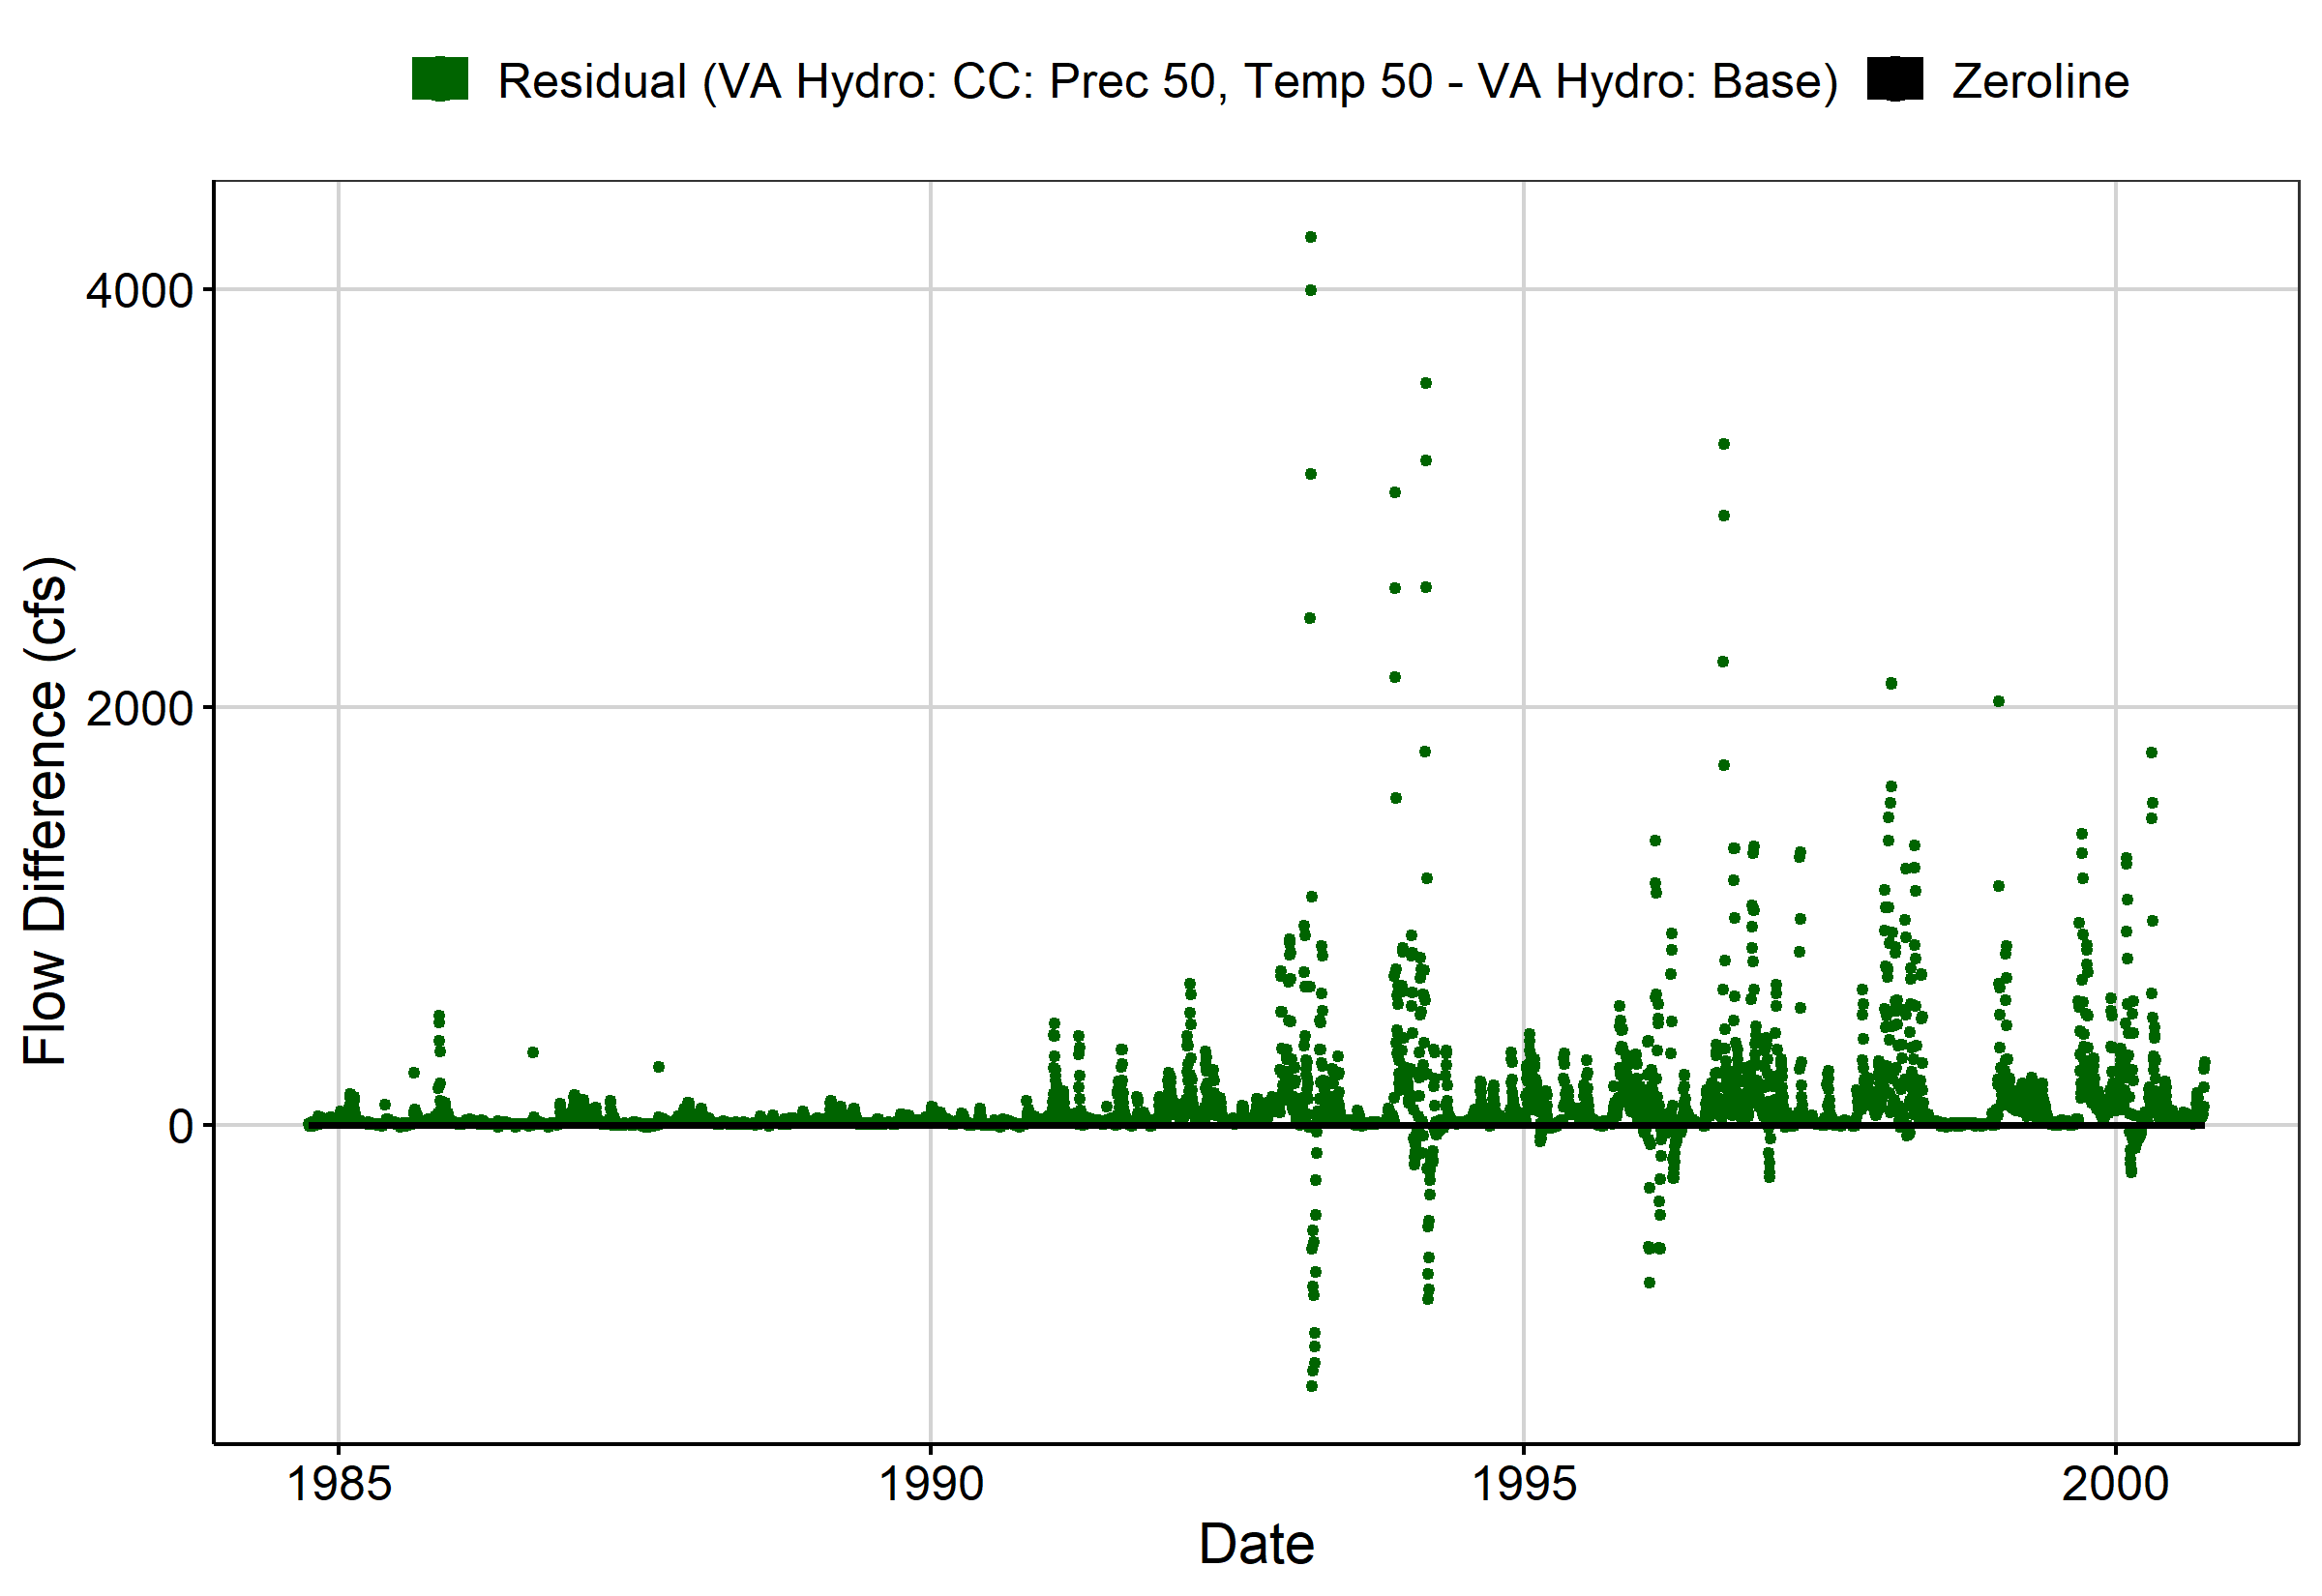 Residual (VA Hydro: CC: Prec 50, Temp 50 - VA Hydro: Base) Zeroline
4000
2000
0
Flow Difference (cfs)
1985 1990 1995 2000
Date